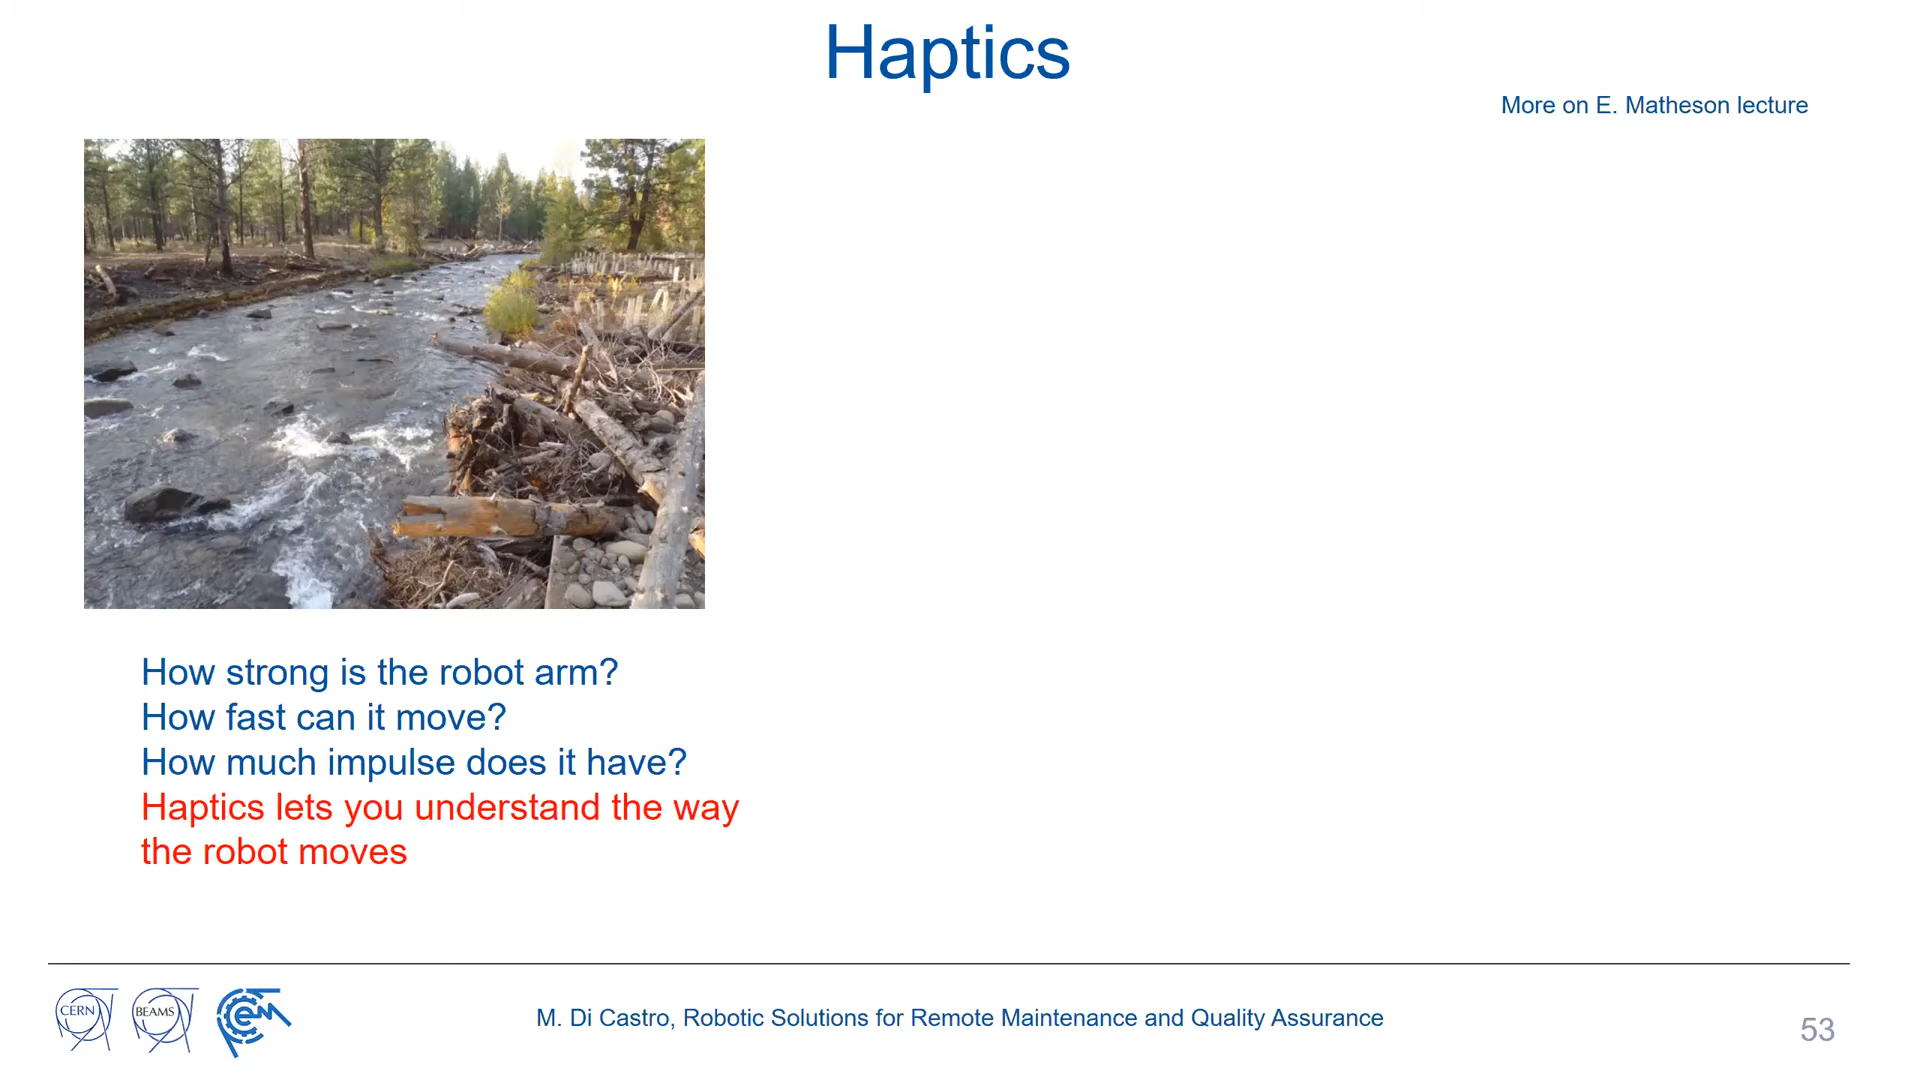 Haptics
More on E. Matheson lecture
How strong is the robot arm?
How fast can it move?
How much impulse does it have?
Haptics lets you understand the way
the robot moves
CERN
BEAMS
CEM
M. Di Castro, Robotic Solutions for Remote Maintenance and Quality Assurance
53